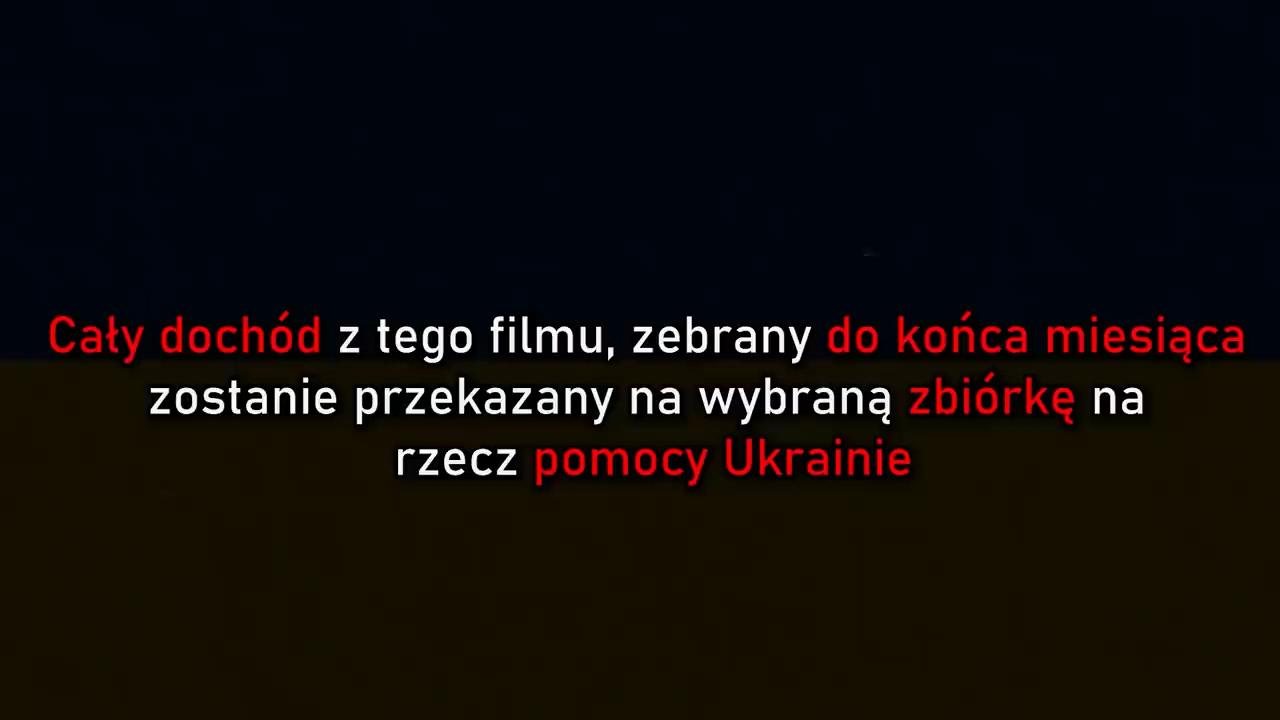 Cały dochód z tego filmu, zebrany do końca miesiąca
zostanie przekazany na wybraną zbiórkę na
rzecz pomocy Ukrainie